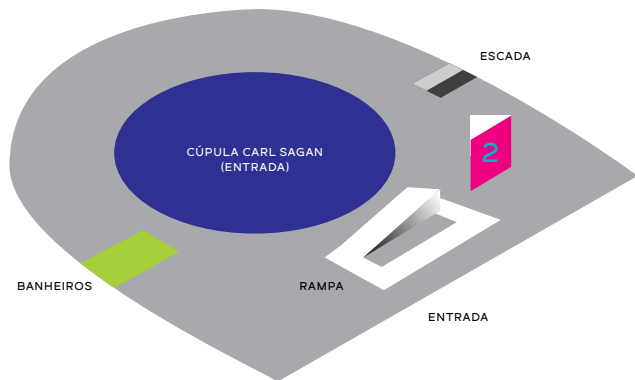 ESCADA
CÚPULA CARL SAGAN
(ENTRADA)
2
BANHEIROS
RAMPA
ENTRADA